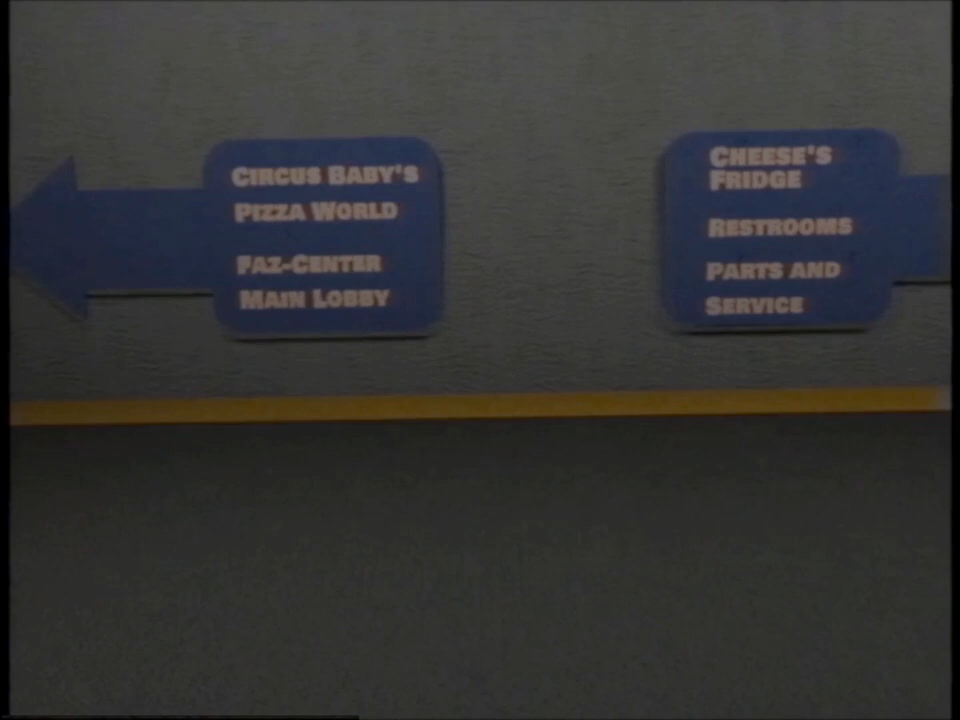 CIRCUS BABY'S
PIZZA WORLD
FAZ-CENTER
MAIN LOBBY
CHEESE'S
FRIDGE
RESTROOMS
PARTS AND
SERVICE